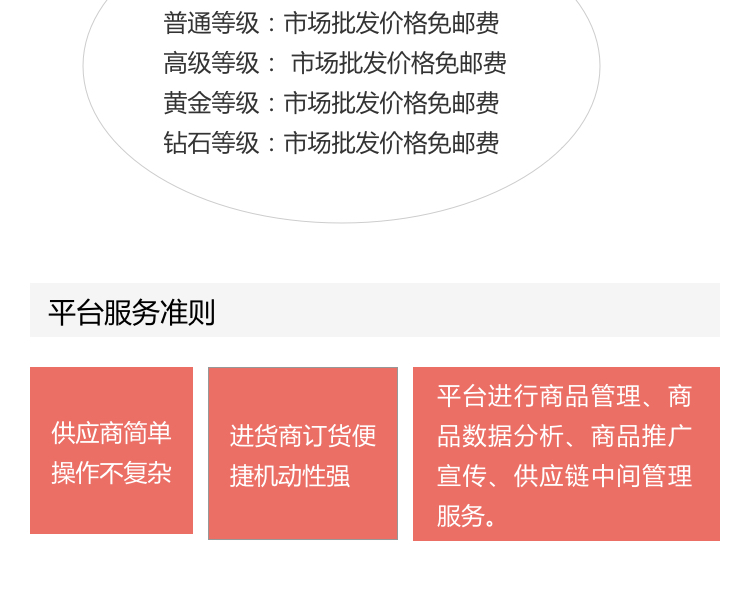 普通等级：市场批发价格免邮费
高级等级： 市场批发价格免邮费
黄金等级：市场批发价格免邮费
钻石等级：市场批发价格免邮费
平台服务准则
供应商简单
操作不复杂
进货商订货便
捷机动性强
平台进行商品管理、商
品数据分析、商品推广
宣传、供应链中间管理
服务。